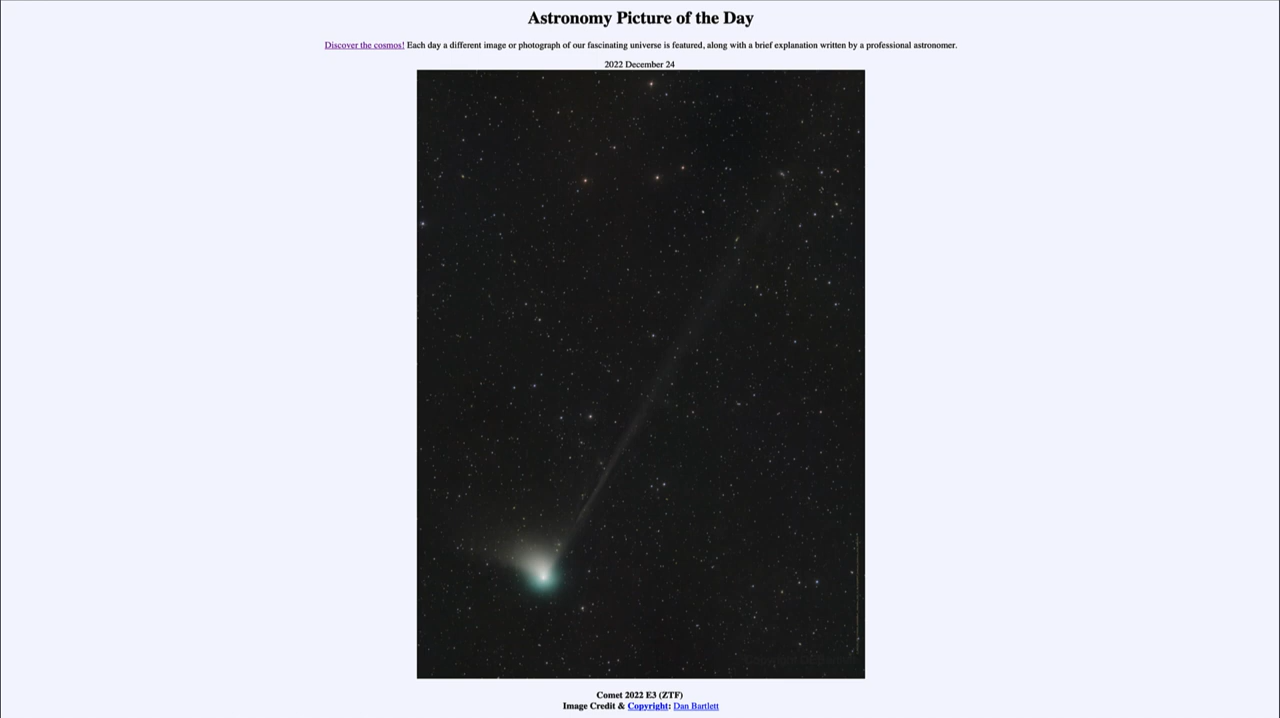 Astronomy Picture of the Day
Discover the cosmos! Each day a different image or photograph of our fascinating universe is featured, along with a brief explanation written by a professional astronomer.
2022 December 24
Comet 2022 E3 (ZTF)
Image Credit & Copyright: Dan Bartlett